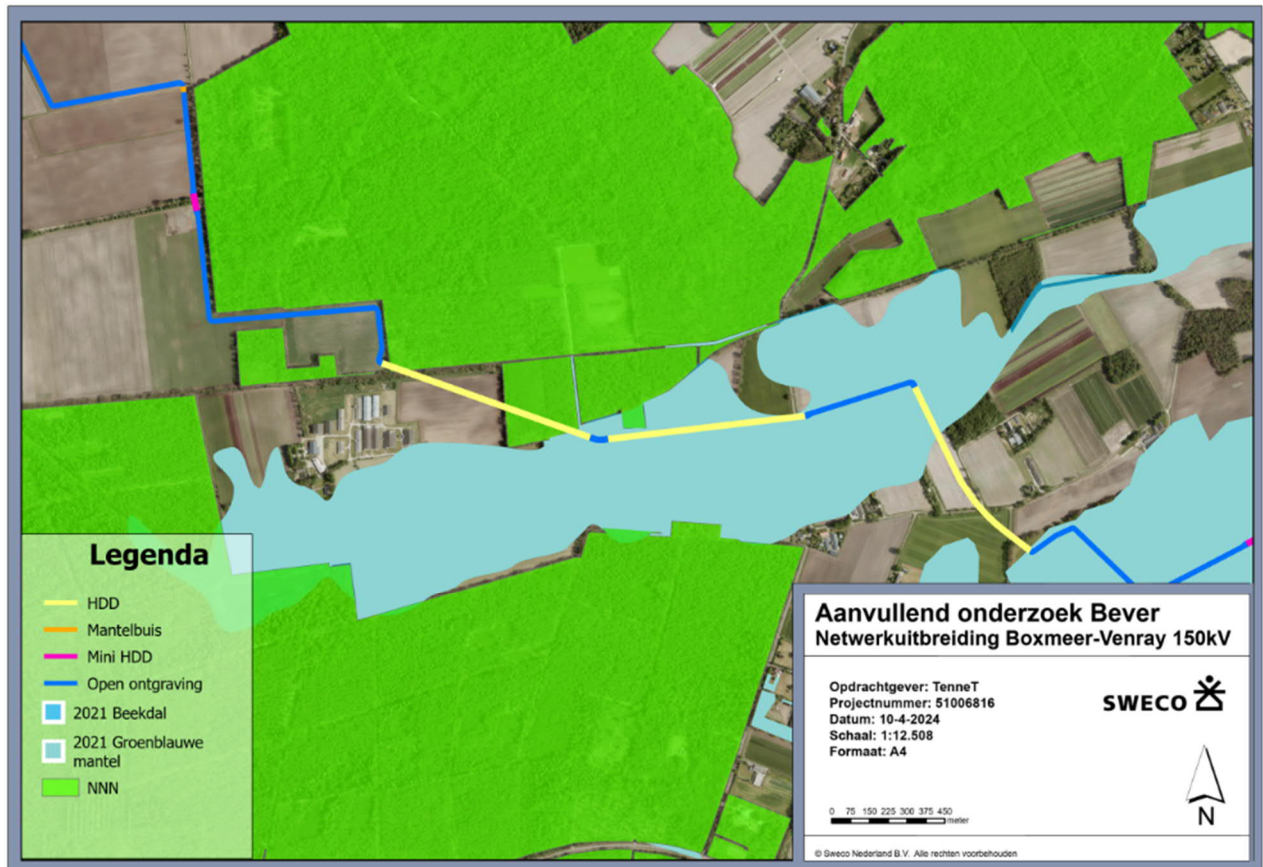 Legenda
HDD
Mantelbuis
Mini HDD
Open ontgraving
2021 Beekdal
2021 Groenblauwe
mantel
NNN
Aanvullend onderzoek Bever
Netwerkuitbreiding Boxmeer-Venray 150kV
Opdrachtgever: TenneT
Projectnummer: 51006816
Datum: 10-4-2024
Schaal: 1:12.508
Formaat: A4
SWECO
N
0 75 150 225 300 375 450
meter
© Sweco Nederland B.V. Alle rechten voorbehouden